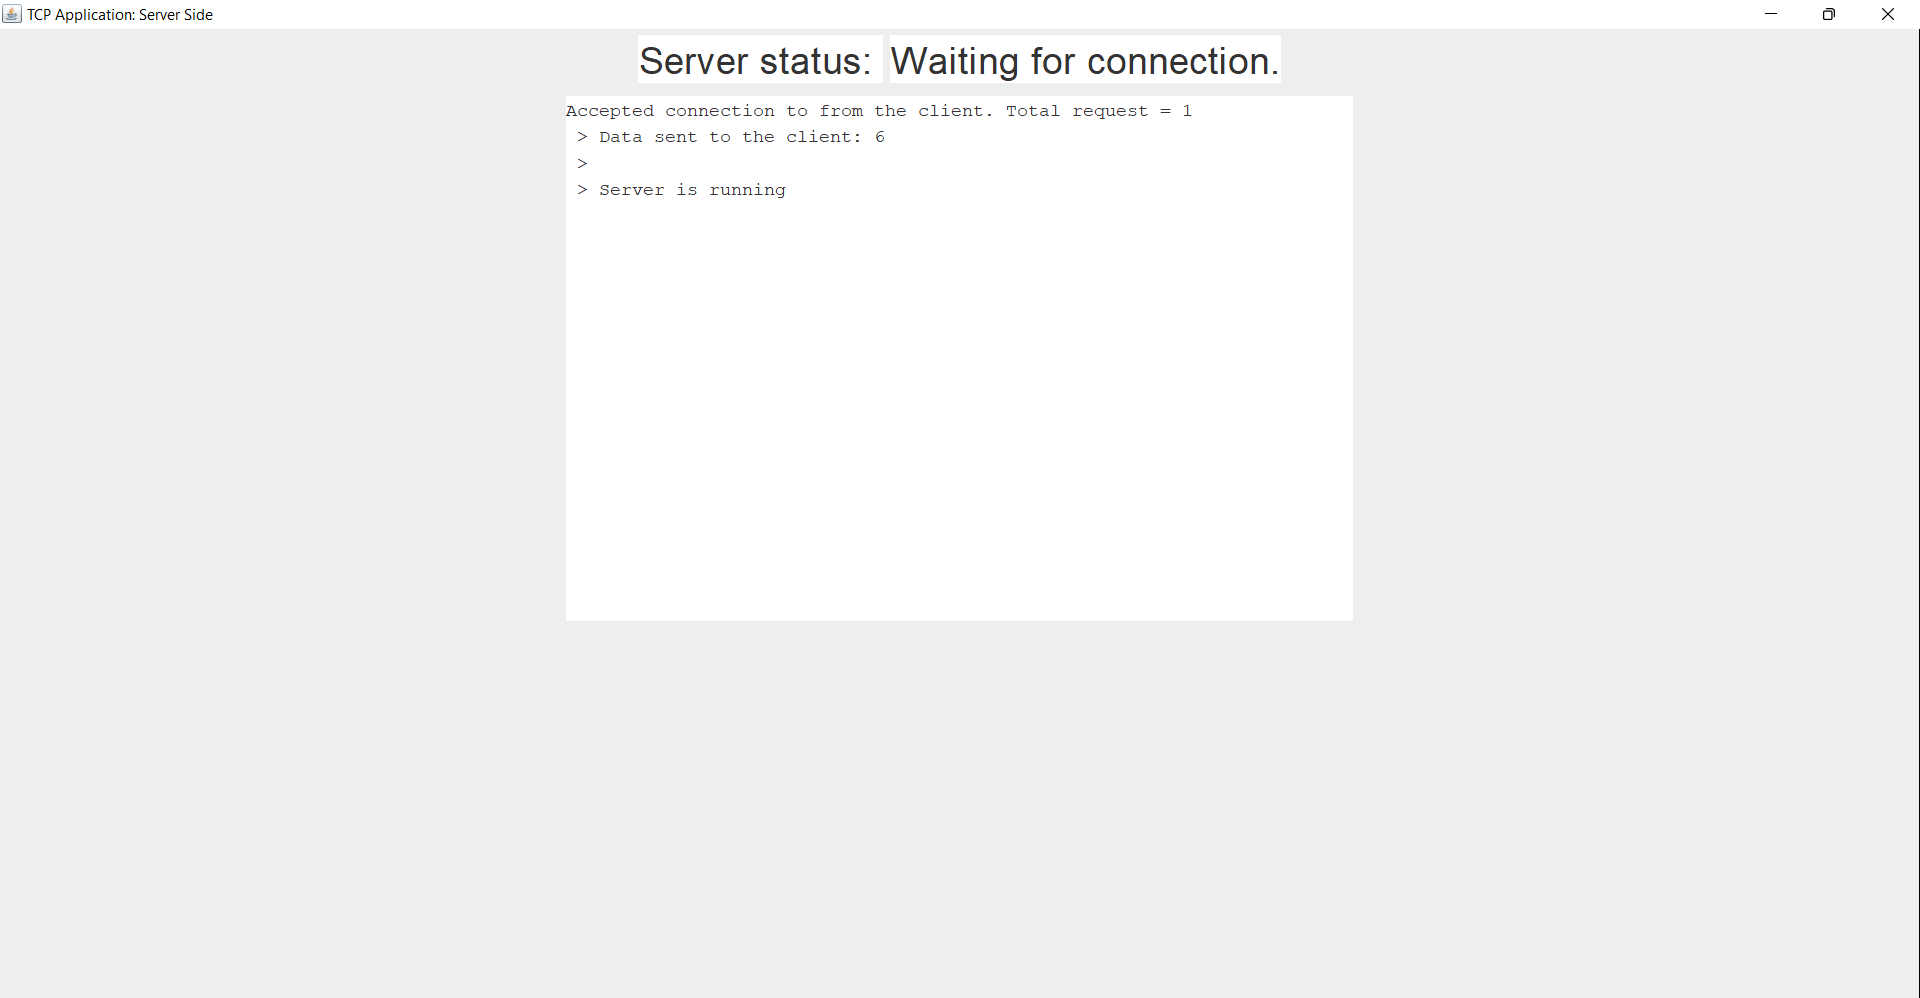 TCP Application: Server Side
Server status: Waiting for connection.
Accepted connection to from the client. Total request = 1
> Data sent to the client: 6
>
> Server is running